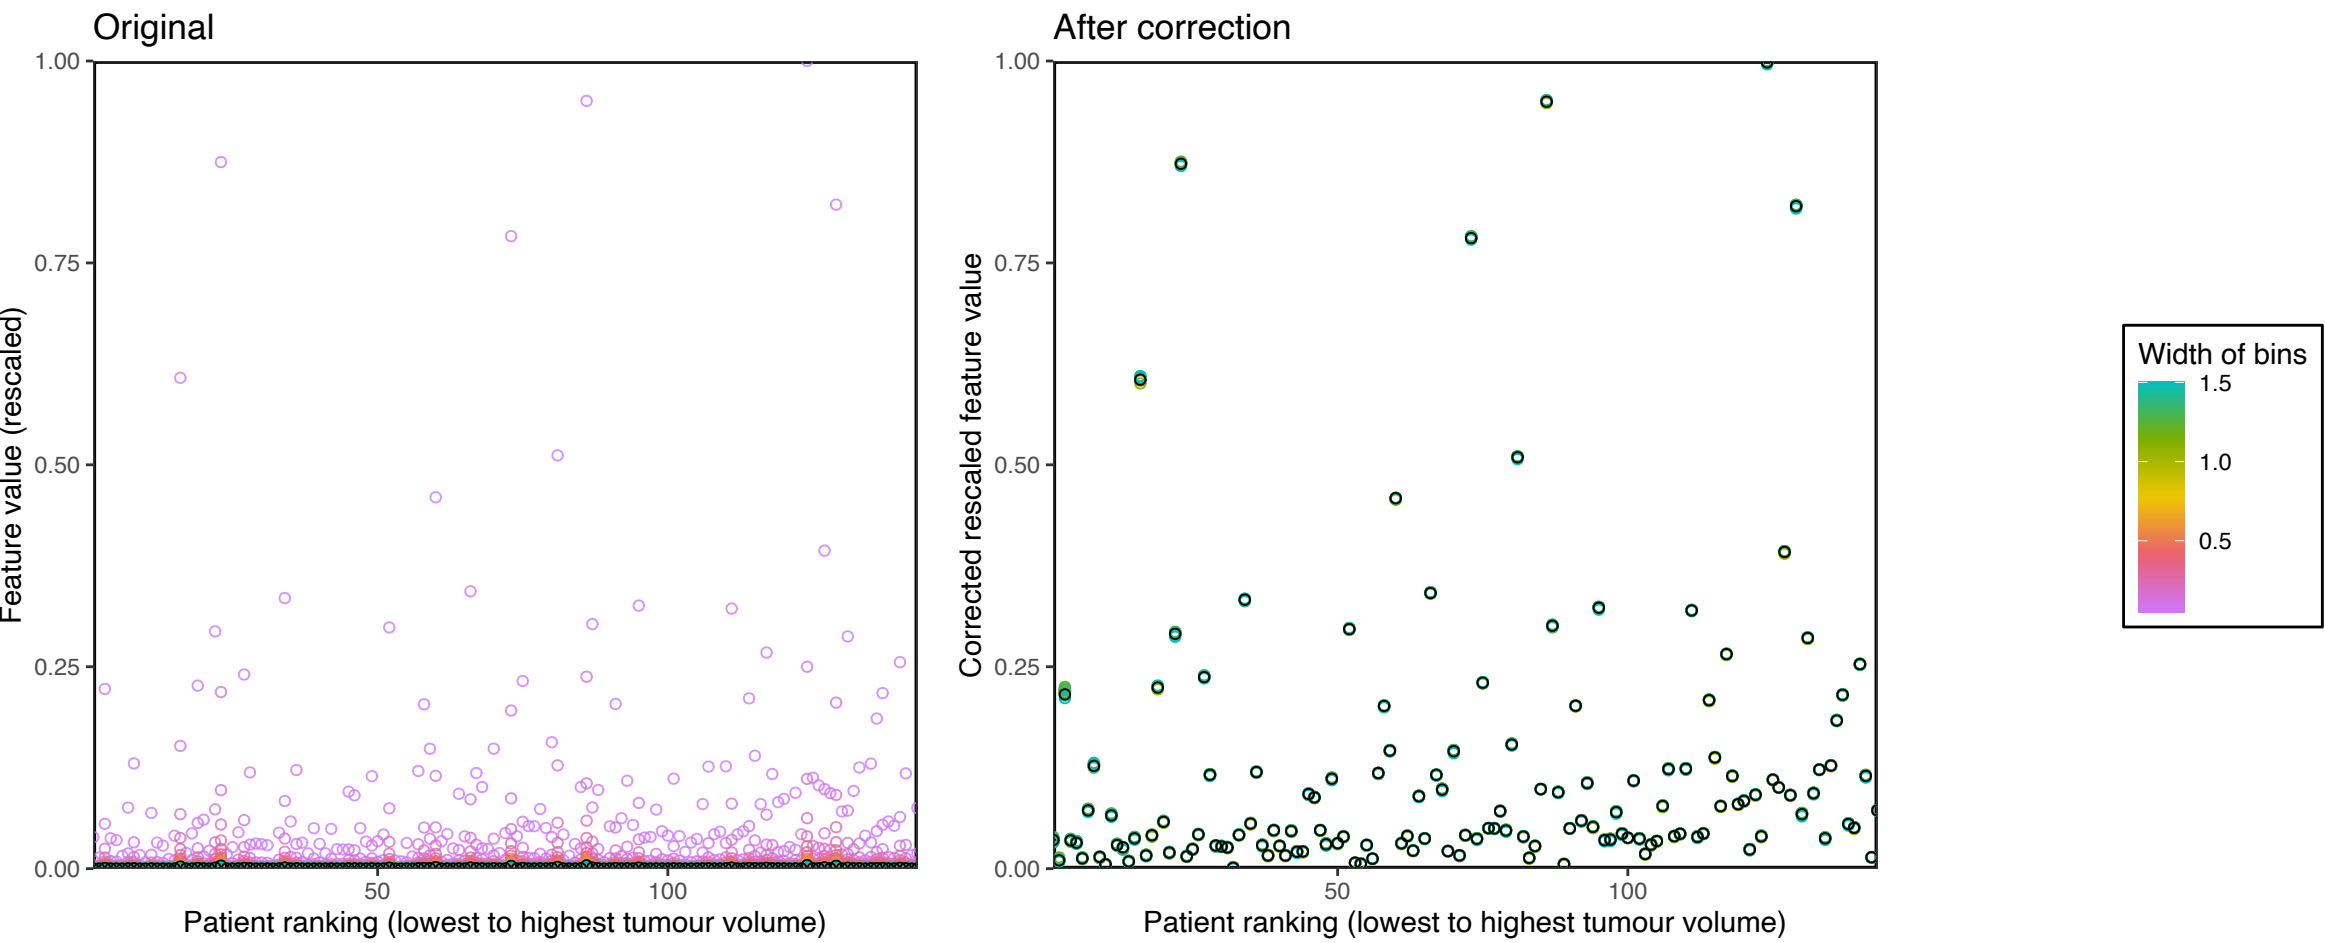 Original
After correction
1.00
0.75
0.50
0.25
0.00
Feature value (rescaled)
50
100
Patient ranking (lowest to highest tumour volume)
1.00
0.75
0.50
0.25
0.00
Corrected rescaled feature value
50
100
Patient ranking (lowest to highest tumour volume)
Width of bins
1.5
1.0
0.5